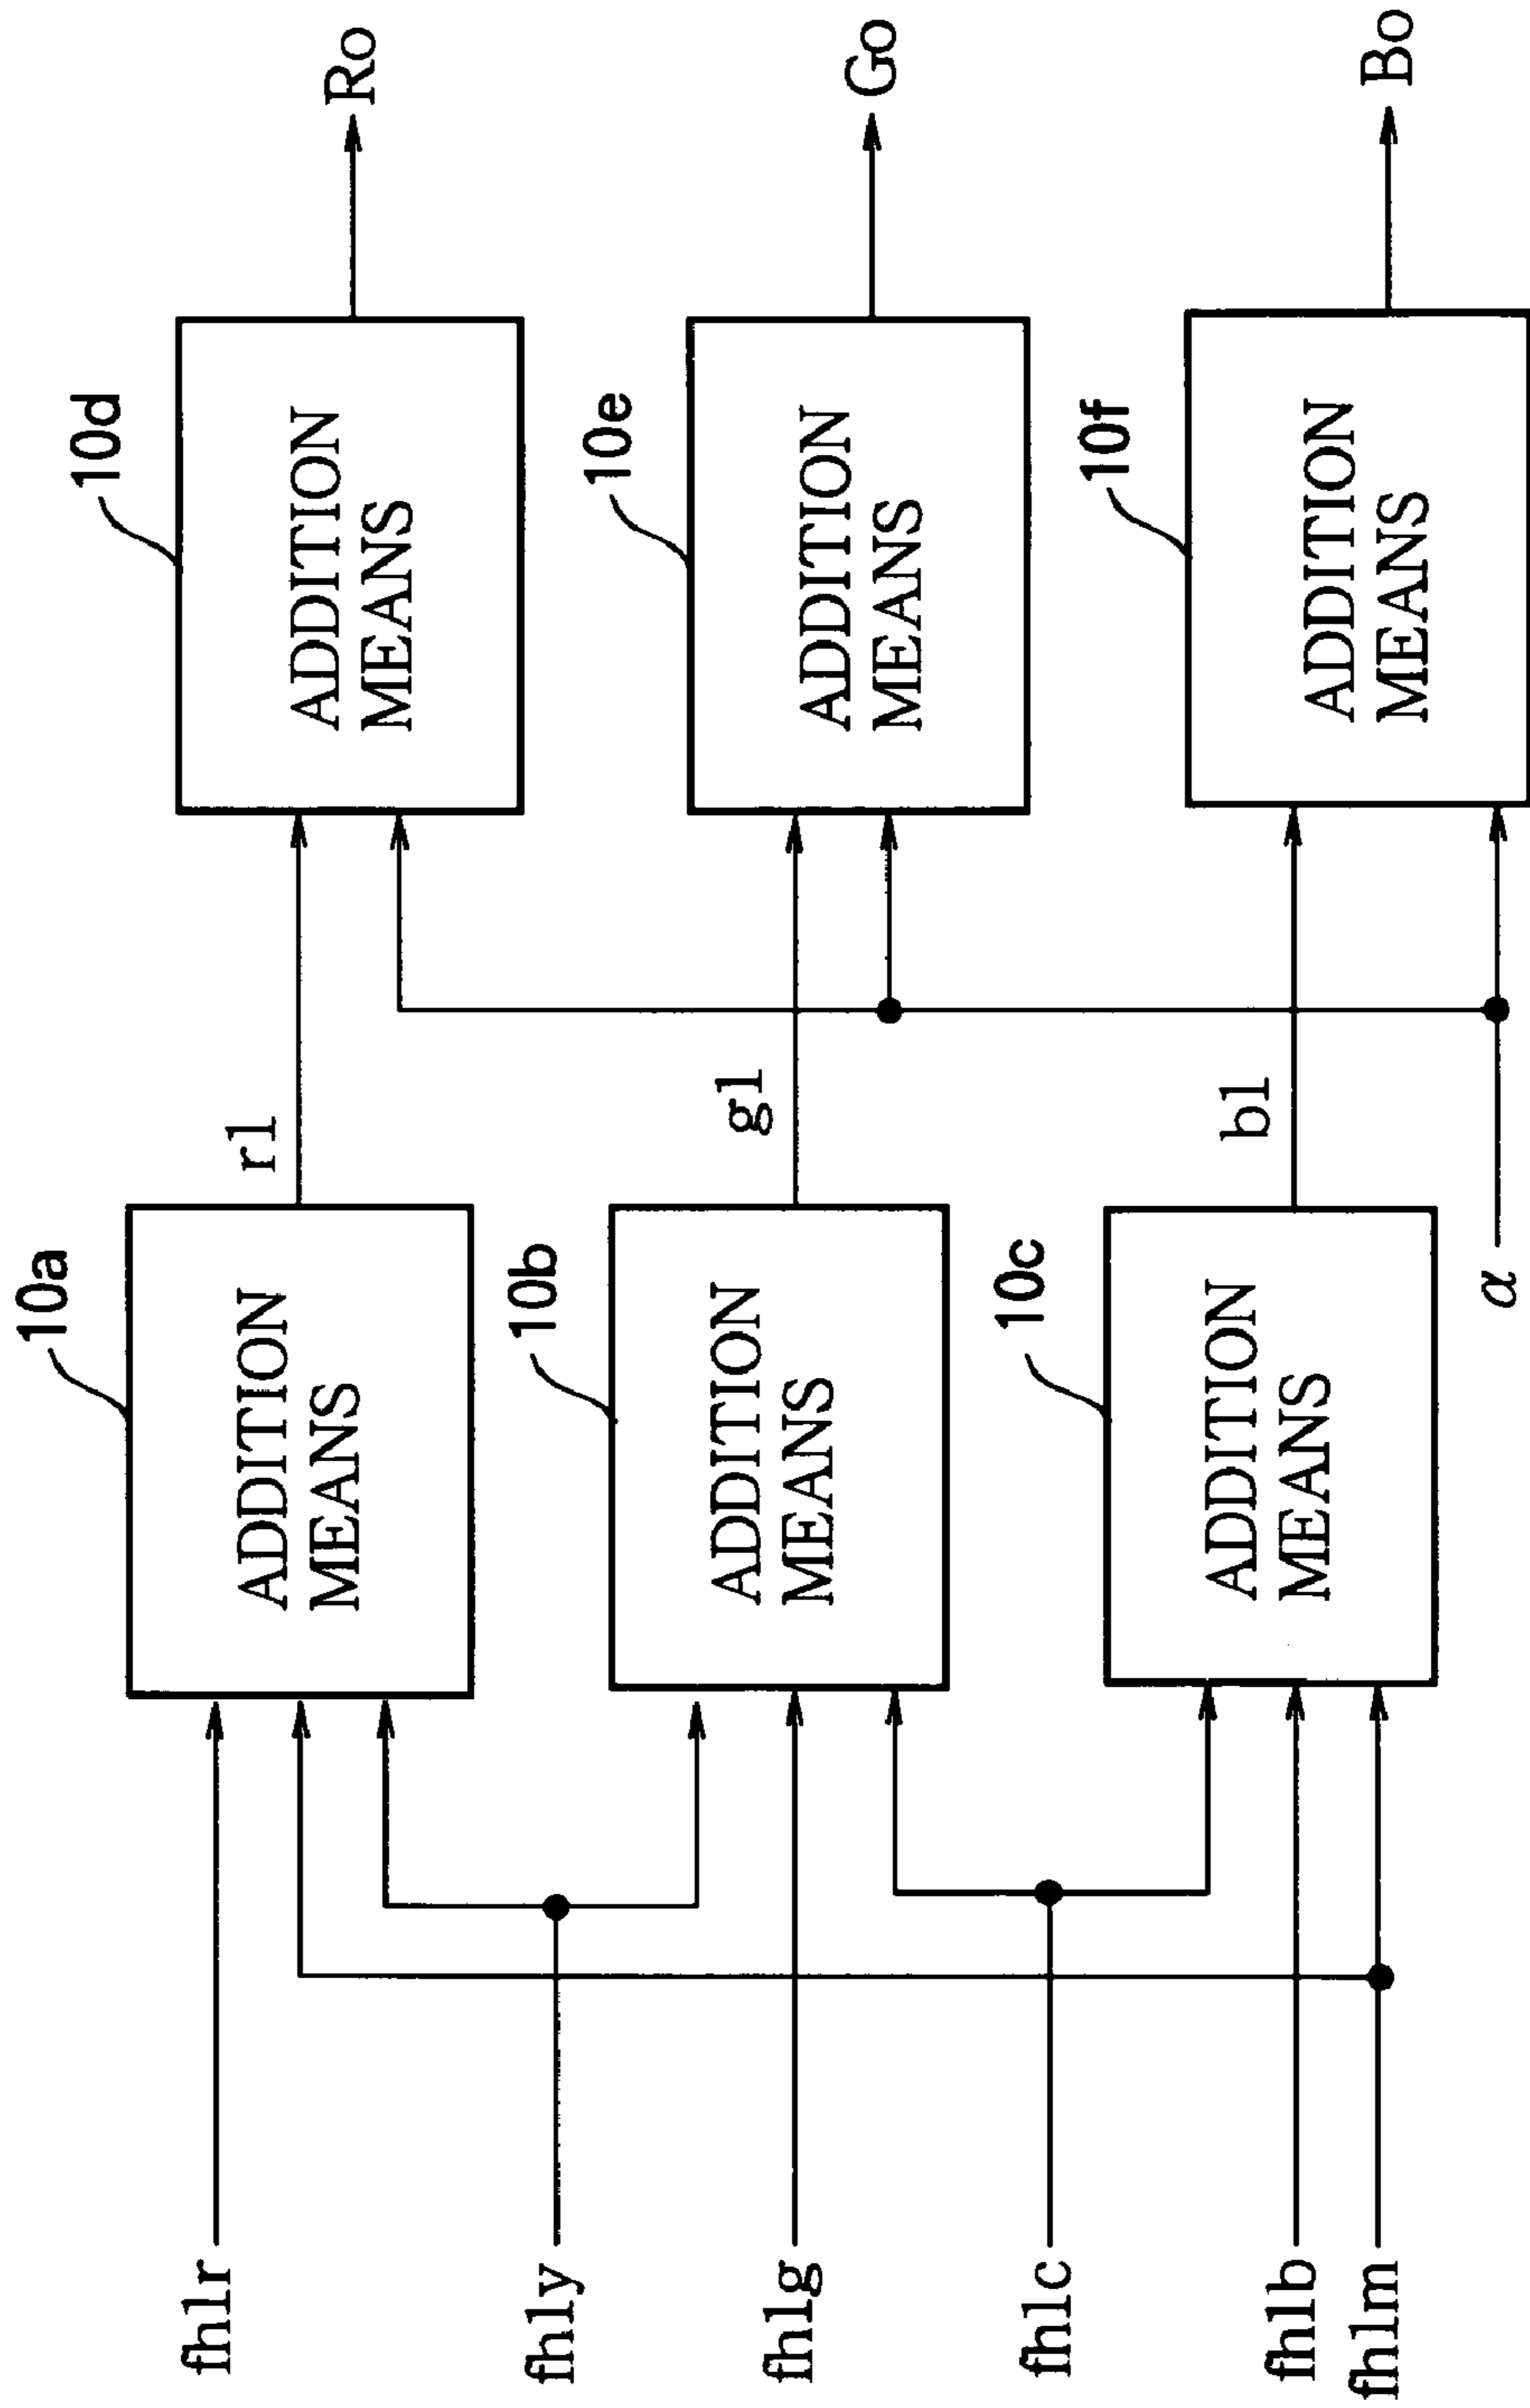 10a
10d
fh1r
ADDITION
MEANS
r1
ADDITION
MEANS
Ro
fh1y
10b
10e
fh1g
ADDITION
MEANS
g1
ADDITION
MEANS
Go
fh1c
10c
10f
fh1b
fh1m
ADDITION
MEANS
b1
ADDITION
MEANS
Bo
α